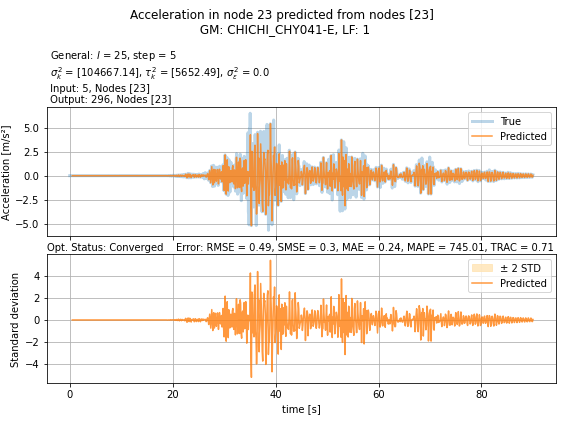 Acceleration in node 23 predicted from nodes [23]
GM: CHICHI_CHY041-E, LF: 1
General: l = 25, step = 5
σ²ₖ = [104667.14], τ²ₖ = [5652.49], σ²ε = 0.0
Input: 5, Nodes [23]
Output: 296, Nodes [23]
Acceleration [m/s²]
5.0
2.5
0.0
−2.5
−5.0
True
Predicted
Opt. Status: Converged Error: RMSE = 0.49, SMSE = 0.3, MAE = 0.24, MAPE = 745.01, TRAC = 0.71
Standard deviation
4
2
0
−2
−4
± 2 STD
Predicted
0 20 40 60 80
time [s]